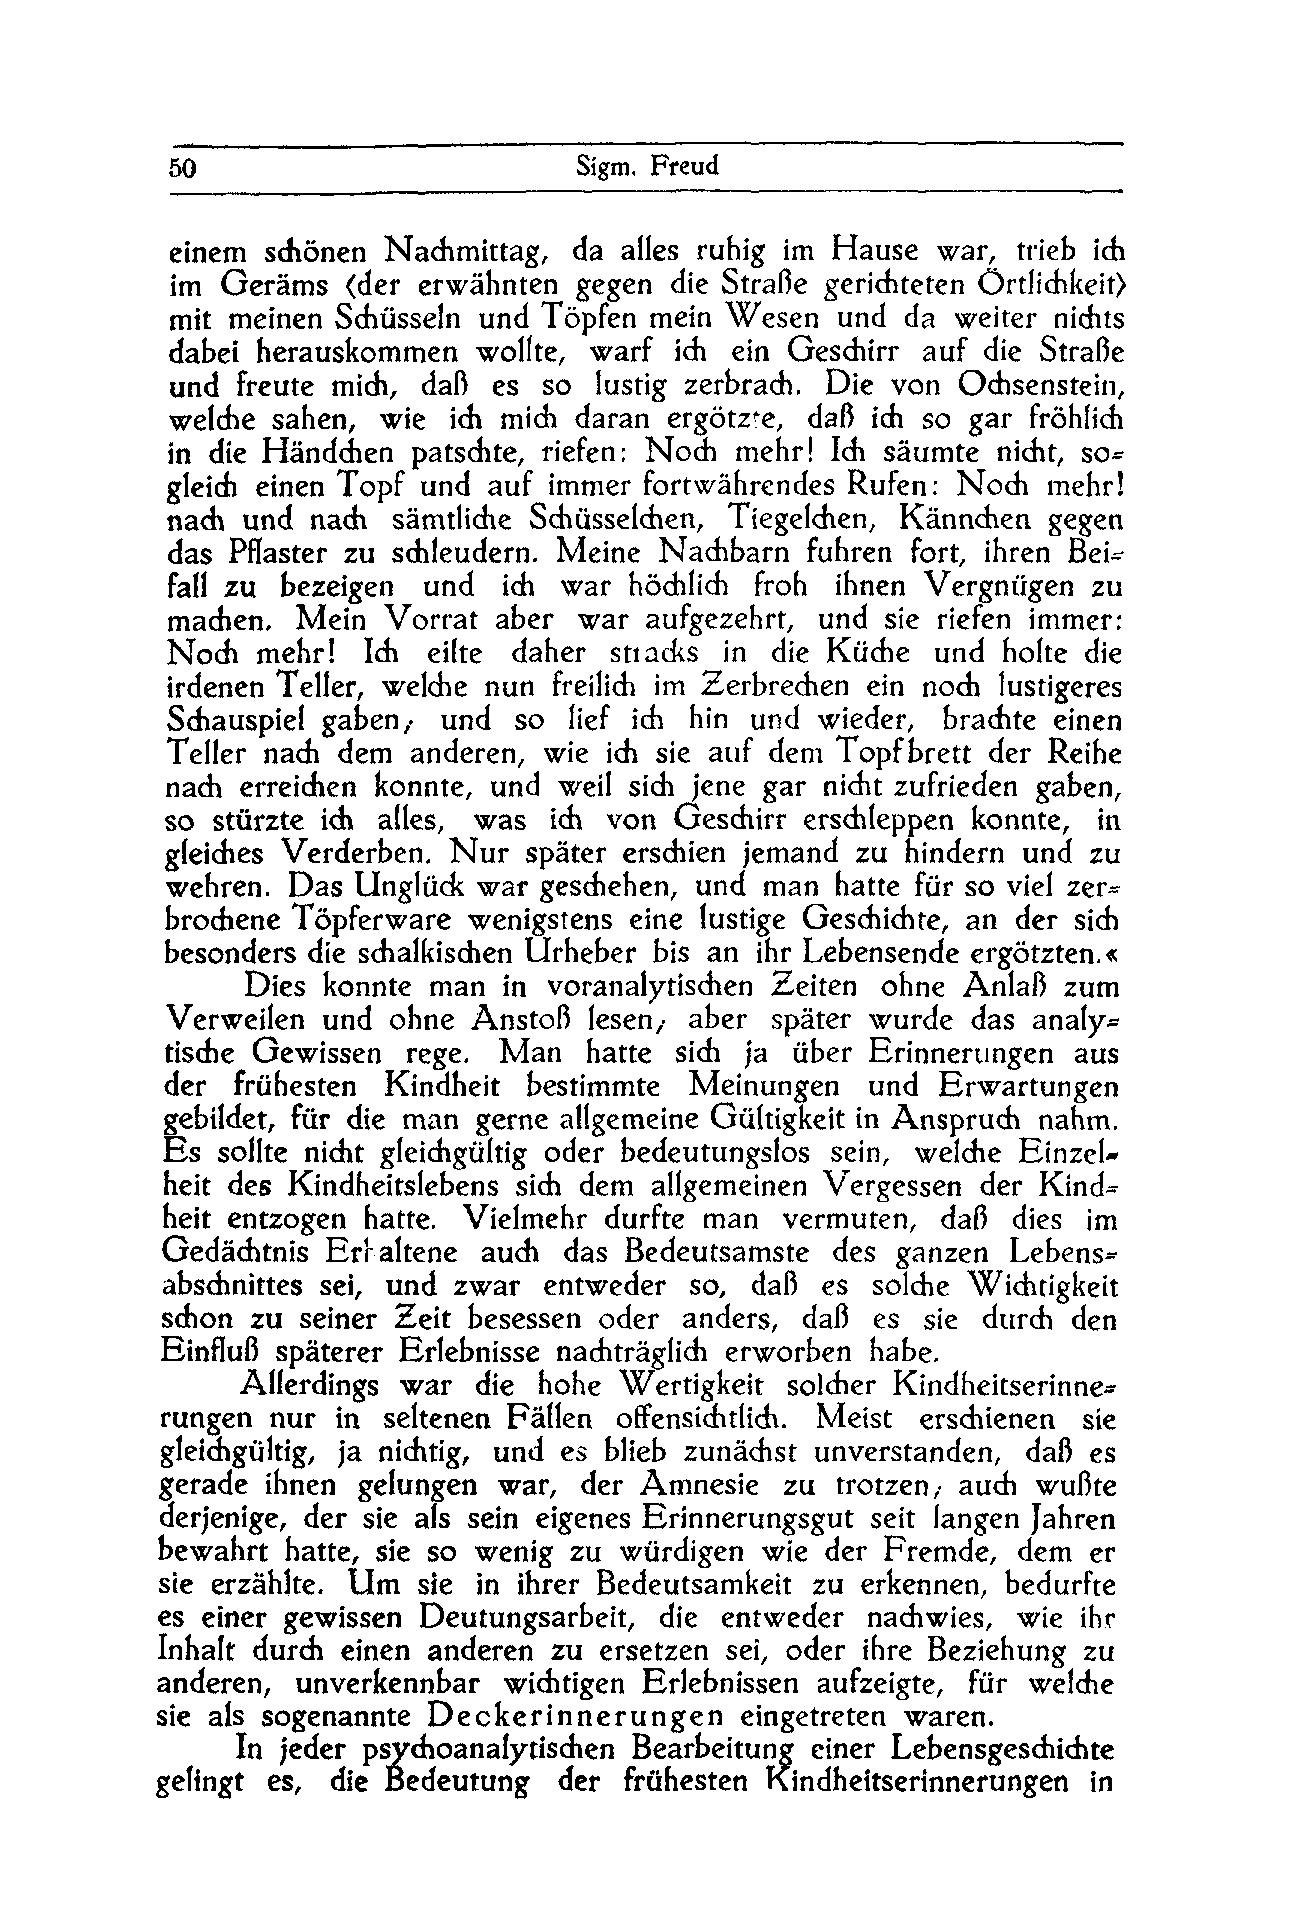 50 Sigm. Freud
einem schönen Nachmittag, da alles ruhig im Hause war, trieb ich
im Geräms (der erwähnten gegen die Straße gerichteten Örtlichkeit)
mit meinen Schüsseln und Töpfen mein Wesen und da weiter nichts
dabei herauskommen wollte, warf ich ein Geschirr auf die Straße
und freute mich, daß es so lustig zerbrach. Die von Ochsenstein,
welche sahen, wie ich mich daran ergötzte, daß ich so gar fröhlich
in die Händchen patschte, riefen: Noch mehr! Ich säumte nicht, so-
gleich einen Topf und auf immer fortwährendes Rufen: Noch mehr!
nach und nach sämtliche Schüsselchen, Tiegelchen, Kännchen gegen
das Pflaster zu schleudern. Meine Nachbarn fuhren fort, ihren Bei-
fall zu bezeigen und ich war höchlich froh ihnen Vergnügen zu
machen. Mein Vorrat aber war aufgezehrt, und sie riefen immer:
Noch mehr! Ich eilte daher stracks in die Küche und holte die
irdenen Teller, welche nun freilich im Zerbrechen ein noch lustigeres
Schauspiel gaben; und so lief ich hin und wieder, brachte einen
Teller nach dem anderen, wie ich sie auf dem Topfbrett der Reihe
nach erreichen konnte, und weil sich jene gar nicht zufrieden gaben,
so stürzte ich alles, was ich von Geschirr erschleppen konnte, in
gleiches Verderben. Nur später erschien jemand zu hindern und zu
wehren. Das Unglück war geschehen, und man hatte für so viel zer-
brochene Töpferware wenigstens eine lustige Geschichte, an der sich
besonders die schalkischen Urheber bis an ihr Lebensende ergötzten.«
Dies konnte man in voranalytischen Zeiten ohne Anlaß zum
Verweilen und ohne Anstoß lesen; aber später wurde das analy-
tische Gewissen rege. Man hatte sich ja über Erinnerungen aus
der frühesten Kindheit bestimmte Meinungen und Erwartungen
gebildet, für die man gerne allgemeine Gültigkeit in Anspruch nahm.
Es sollte nicht gleichgültig oder bedeutungslos sein, welche Einzel-
heit des Kindheitslebens sich dem allgemeinen Vergessen der Kind-
heit entzogen hatte. Vielmehr durfte man vermuten, daß dies im
Gedächtnis Erhaltene auch das Bedeutsamste des ganzen Lebens-
abschnittes sei, und zwar entweder so, daß es solche Wichtigkeit
schon zu seiner Zeit besessen oder anders, daß es sie durch den
Einfluß späterer Erlebnisse nachträglich erworben habe.
Allerdings war die hohe Wertigkeit solcher Kindheitserinne-
rungen nur in seltenen Fällen offensichtlich. Meist erschienen sie
gleichgültig, ja nichtig, und es blieb zunächst unverstanden, daß es
gerade ihnen gelungen war, der Amnesie zu trotzen; auch wußte
derjenige, der sie als sein eigenes Erinnerungsgut seit langen Jahren
bewahrt hatte, sie so wenig zu würdigen wie der Fremde, dem er
sie erzählte. Um sie in ihrer Bedeutsamkeit zu erkennen, bedurfte
es einer gewissen Deutungsarbeit, die entweder nachwies, wie ihr
Inhalt durch einen anderen zu ersetzen sei, oder ihre Beziehung zu
anderen, unverkennbar wichtigen Erlebnissen aufzeigte, für welche
sie als sogenannte Deckerinnerungen eingetreten waren.
In jeder psychoanalytischen Bearbeitung einer Lebensgeschichte
gelingt es, die Bedeutung der frühesten Kindheitserinnerungen in